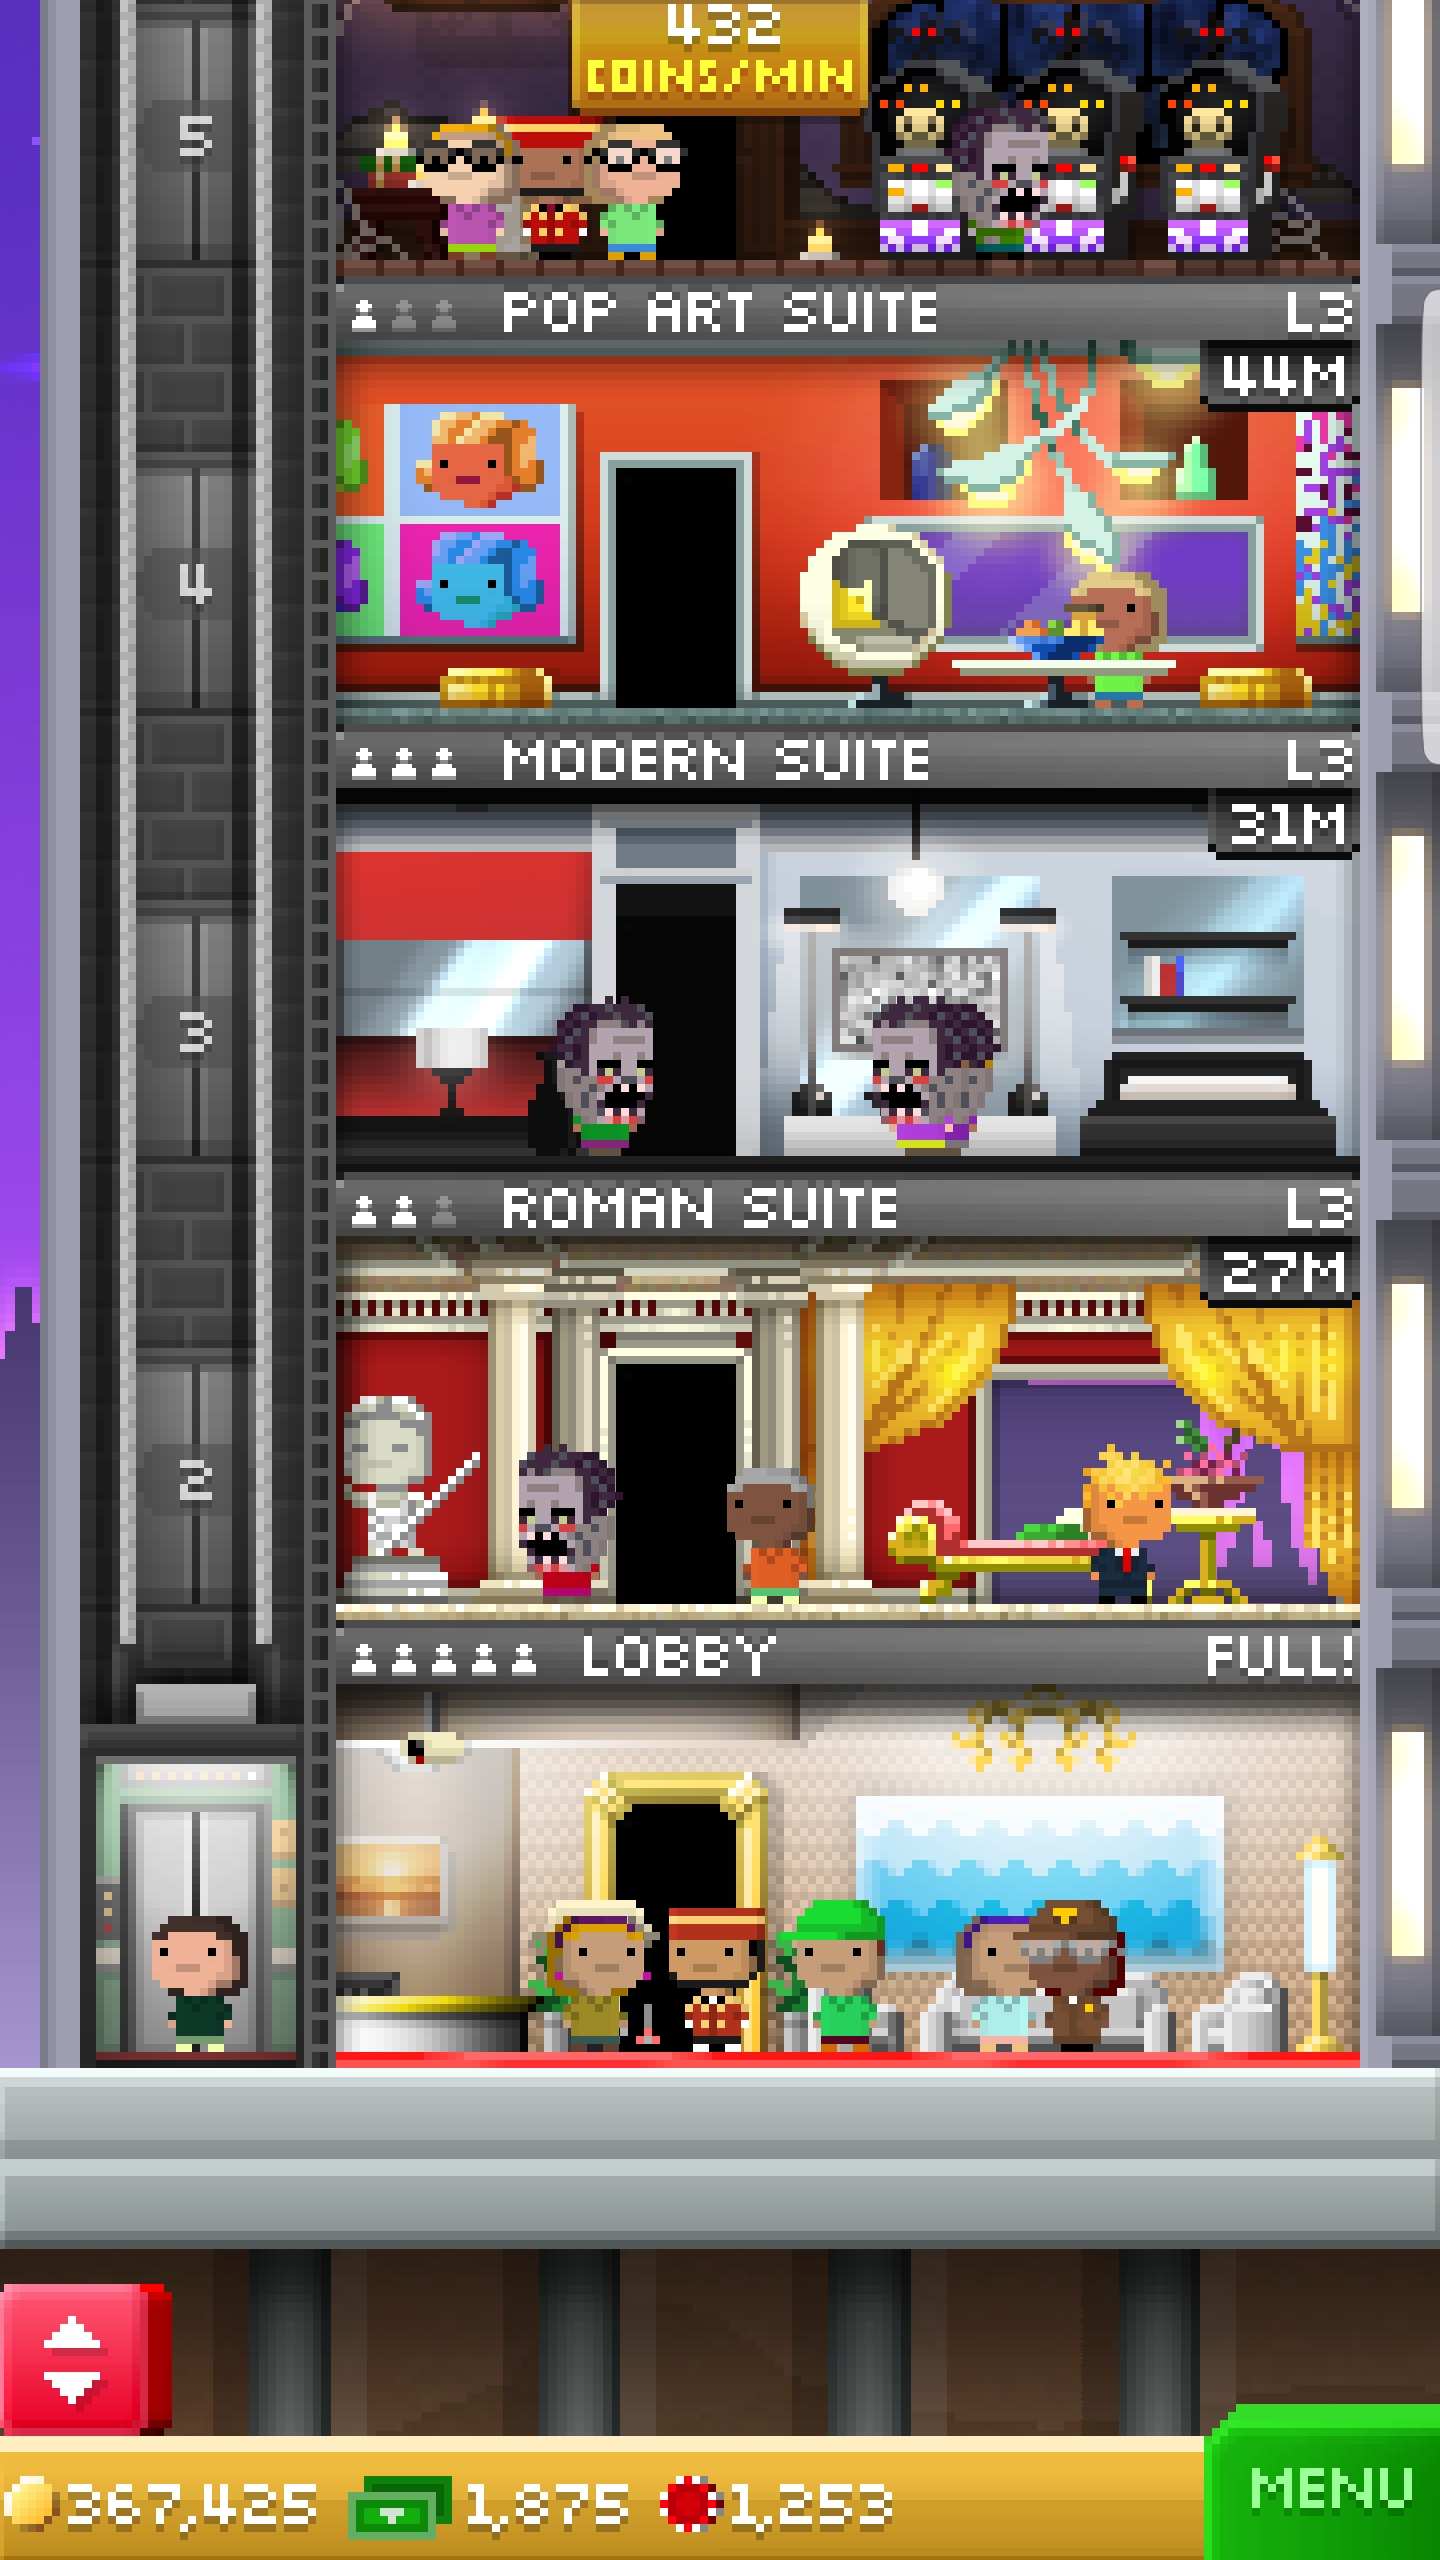 432
COINS/MIN
5
POP ART SUITE L3
44M
4
MODERN SUITE L3
31M
3
ROMAN SUITE L3
27M
2
LOBBY FULL!
367,425 1,875 1,253
MENU